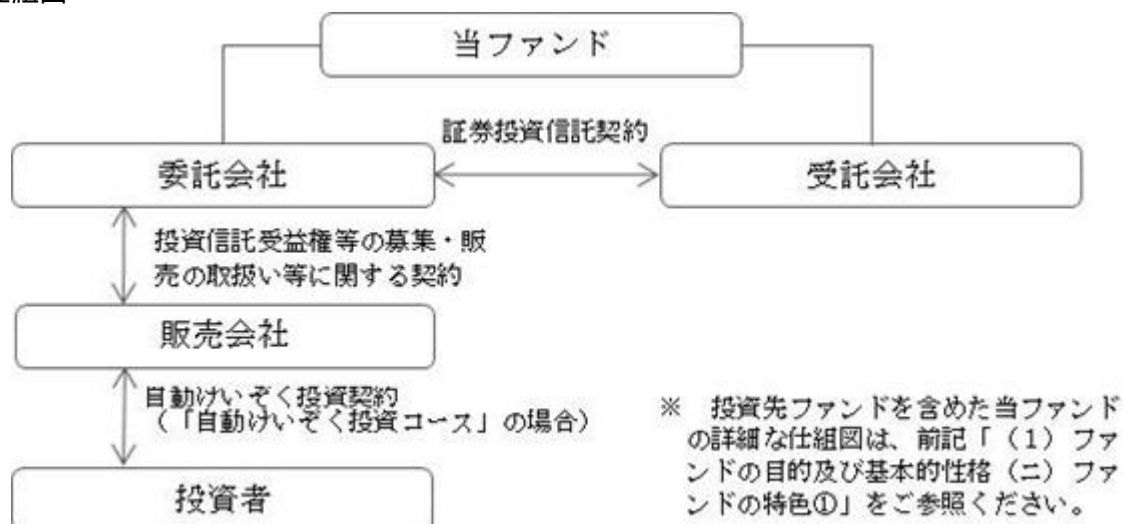 当ファンド
証券投資信託契約
委託会社
受託会社
投資信託受益権等の募集・販
売の取扱い等に関する契約
販売会社
自動けいぞく投資契約
(「自動けいぞく投資コース」の場合)
投資者
※ 投資先ファンドを含めた当ファンド
の詳細な仕組図は、前記「(1)ファ
ンドの目的及び基本的性格(ニ)ファ
ンドの特色①」をご参照ください。